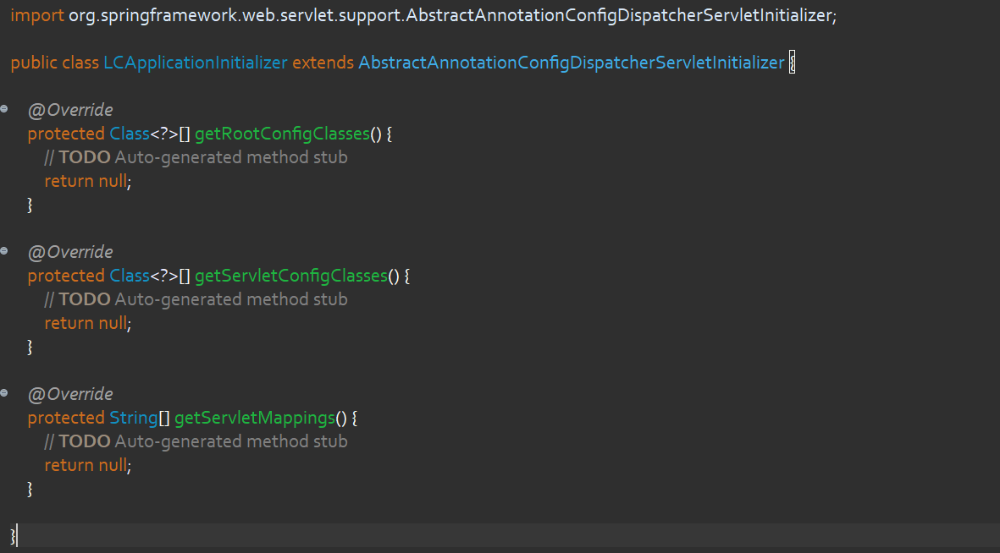 import org.springframework.web.servlet.support.AbstractAnnotationConfigDispatcherServletInitializer;
public class LCApplicationInitializer extends AbstractAnnotationConfigDispatcherServletInitializer {
@Override
protected Class<?>[] getRootConfigClasses() {
// TODO Auto-generated method stub
return null;
}
@Override
protected Class<?>[] getServletConfigClasses() {
// TODO Auto-generated method stub
return null;
}
@Override
protected String[] getServletMappings() {
// TODO Auto-generated method stub
return null;
}
}